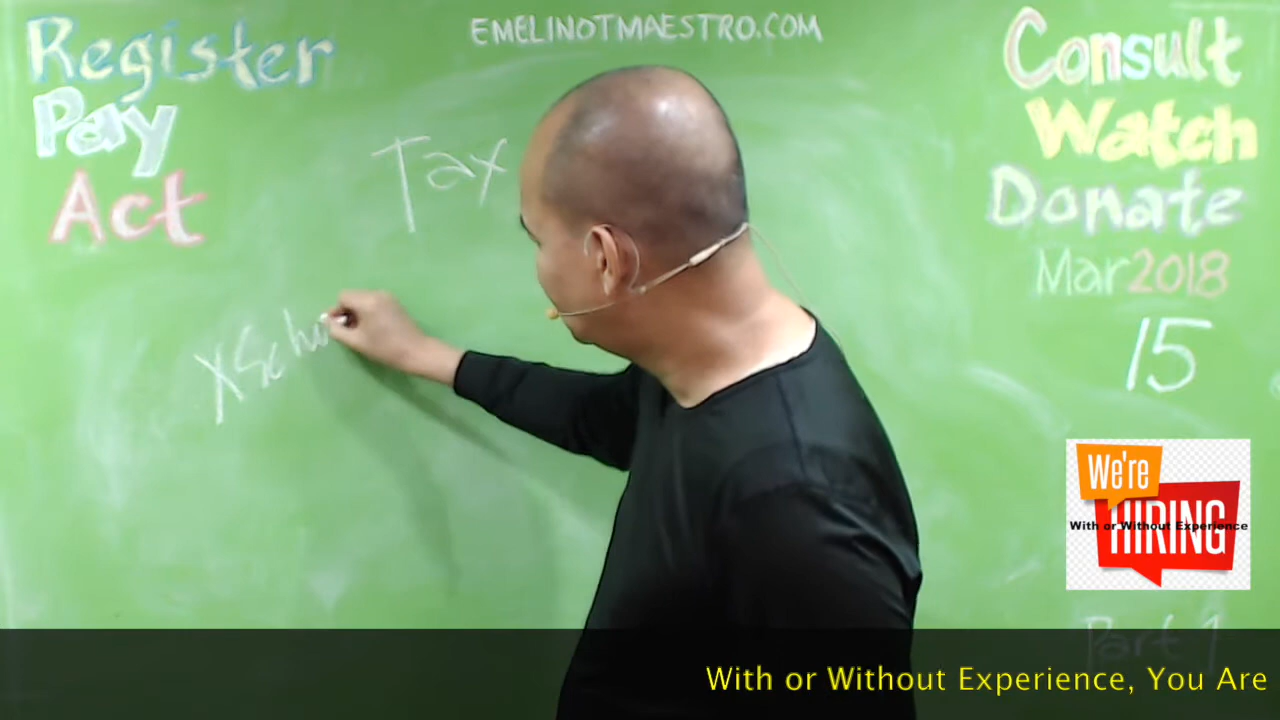 EMELINOTMAESTRO.COM
Register
Pay
Act
Tax
XScho
Consult
Watch
Donate
Mar2018
15
We're
HIRING
With or Without Experience
Part 1
With or Without Experience, You Are